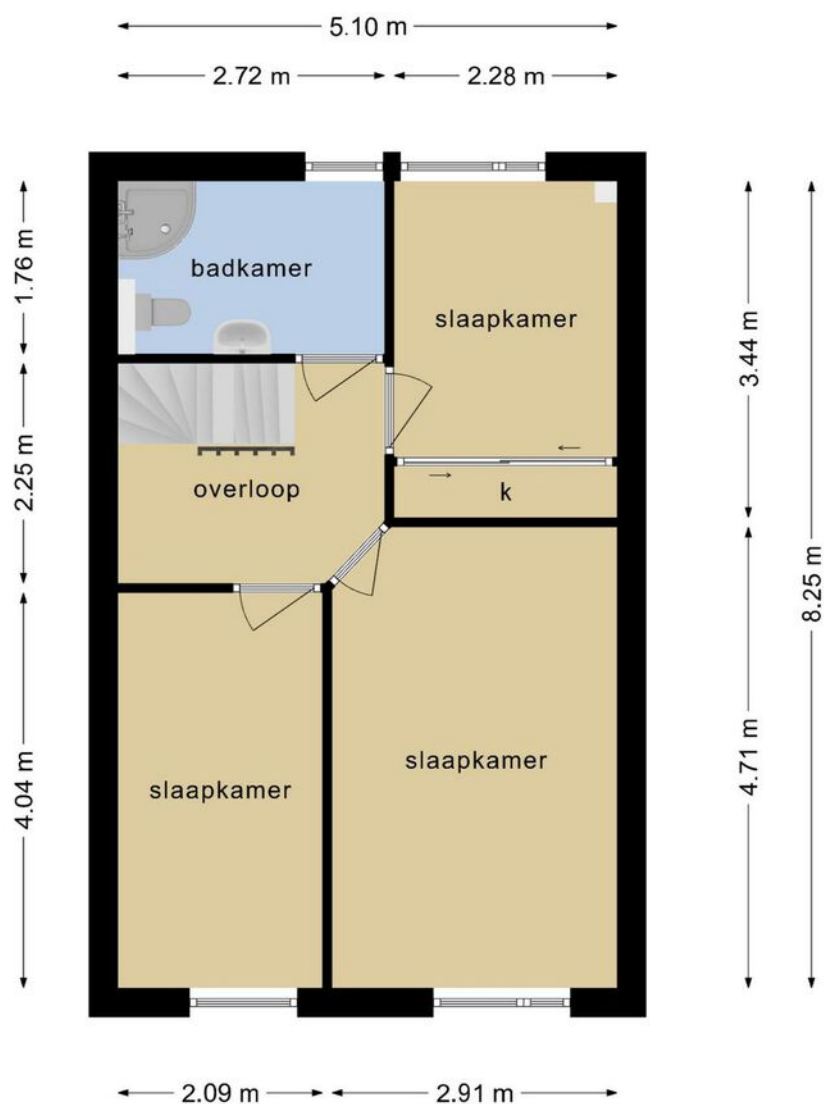 5.10 m
2.72 m
2.28 m
1.76 m
badkamer
slaapkamer
3.44 m
2.25 m
overloop
k
8.25 m
4.04 m
slaapkamer
slaapkamer
4.71 m
2.09 m
2.91 m